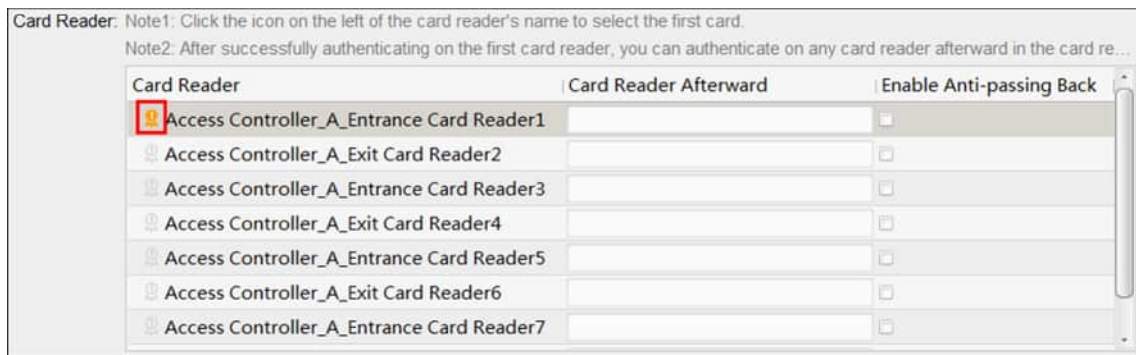 Card Reader: Note1: Click the icon on the left of the card reader's name to select the first card.
Note2: After successfully authenticating on the first card reader, you can authenticate on any card reader afterward in the card re...
Card Reader Card Reader Afterward Enable Anti-passing Back
Access Controller_A_Entrance Card Reader1
Access Controller_A_Exit Card Reader2
Access Controller_A_Entrance Card Reader3
Access Controller_A_Exit Card Reader4
Access Controller_A_Entrance Card Reader5
Access Controller_A_Exit Card Reader6
Access Controller_A_Entrance Card Reader7